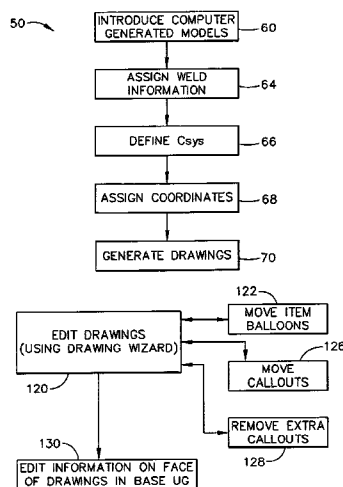 50
INTRODUCE COMPUTER
GENERATED MODELS
60
ASSIGN WELD
INFORMATION
64
DEFINE Csys
66
ASSIGN COORDINATES
68
GENERATE DRAWINGS
70
122
MOVE ITEM
BALLOONS
EDIT DRAWINGS
(USING DRAWING WIZARD)
120
126
MOVE
CALLOUTS
REMOVE EXTRA
CALLOUTS
128
130
EDIT INFORMATION ON FACE
OF DRAWINGS IN BASE UG